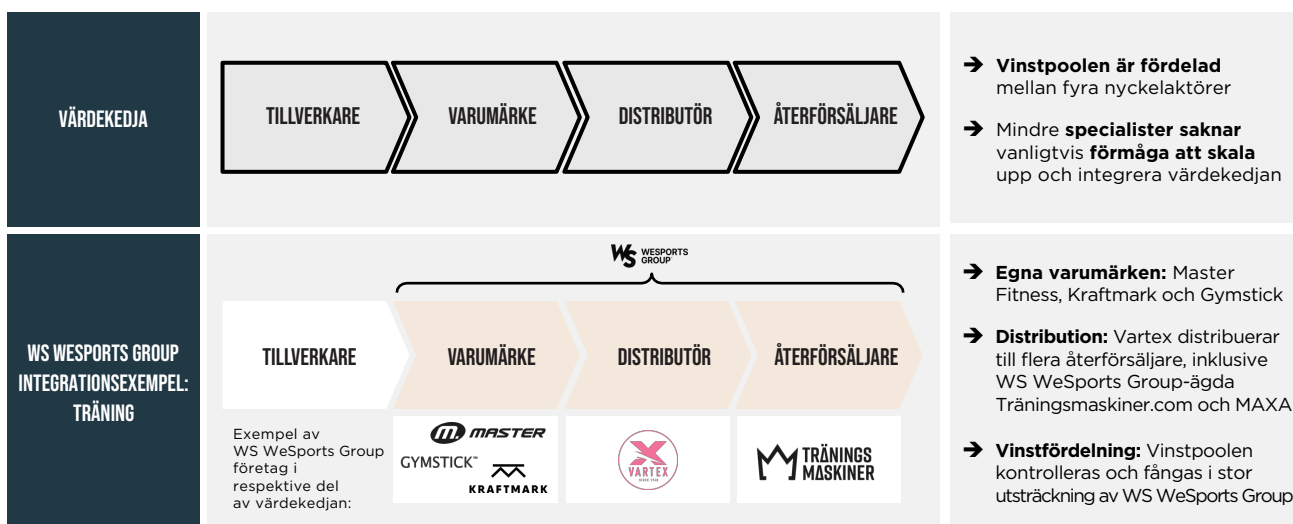 VÄRDEKEDJA
TILLVERKARE
VARUMÄRKE
DISTRIBUTÖR
ÅTERFÖRSÄLJARE
➔ Vinstpoolen är fördelad
mellan fyra nyckelaktörer
➔ Mindre specialister saknar
vanligtvis förmåga att skala
upp och integrera värdekedjan
WS WESPORTS GROUP
INTEGRATIONSEXEMPEL:
TRÄNING
WS WESPORTS
GROUP
TILLVERKARE
VARUMÄRKE
DISTRIBUTÖR
ÅTERFÖRSÄLJARE
Exempel av
WS WeSports Group
företag i
respektive del
av värdekedjan:
M. MASTER
GYMSTICK™
KRAFTMARK
X
VARTEX
TRÄNINGS
MASKINER
➔ Egna varumärken: Master
Fitness, Kraftmark och Gymstick
➔ Distribution: Vartex distribuerar
till flera återförsäljare, inklusive
WS WeSports Group-ägda
Träningsmaskiner.com och MAXA
➔ Vinstfördelning: Vinstpoolen
kontrolleras och fångas i stor
utsträckning av WS WeSports Group